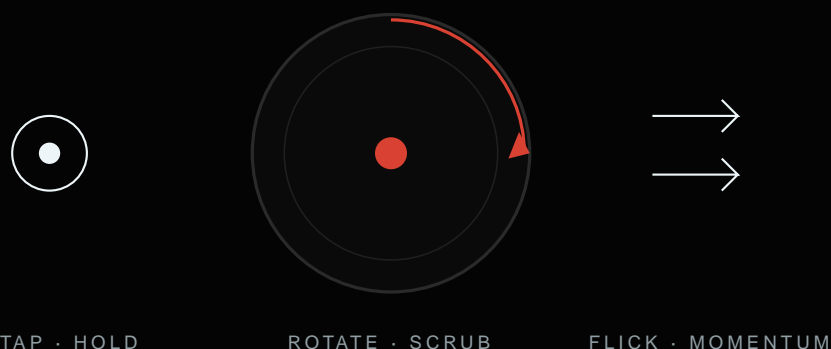 TAP · HOLD
ROTATE · SCRUB
FLICK · MOMENTUM